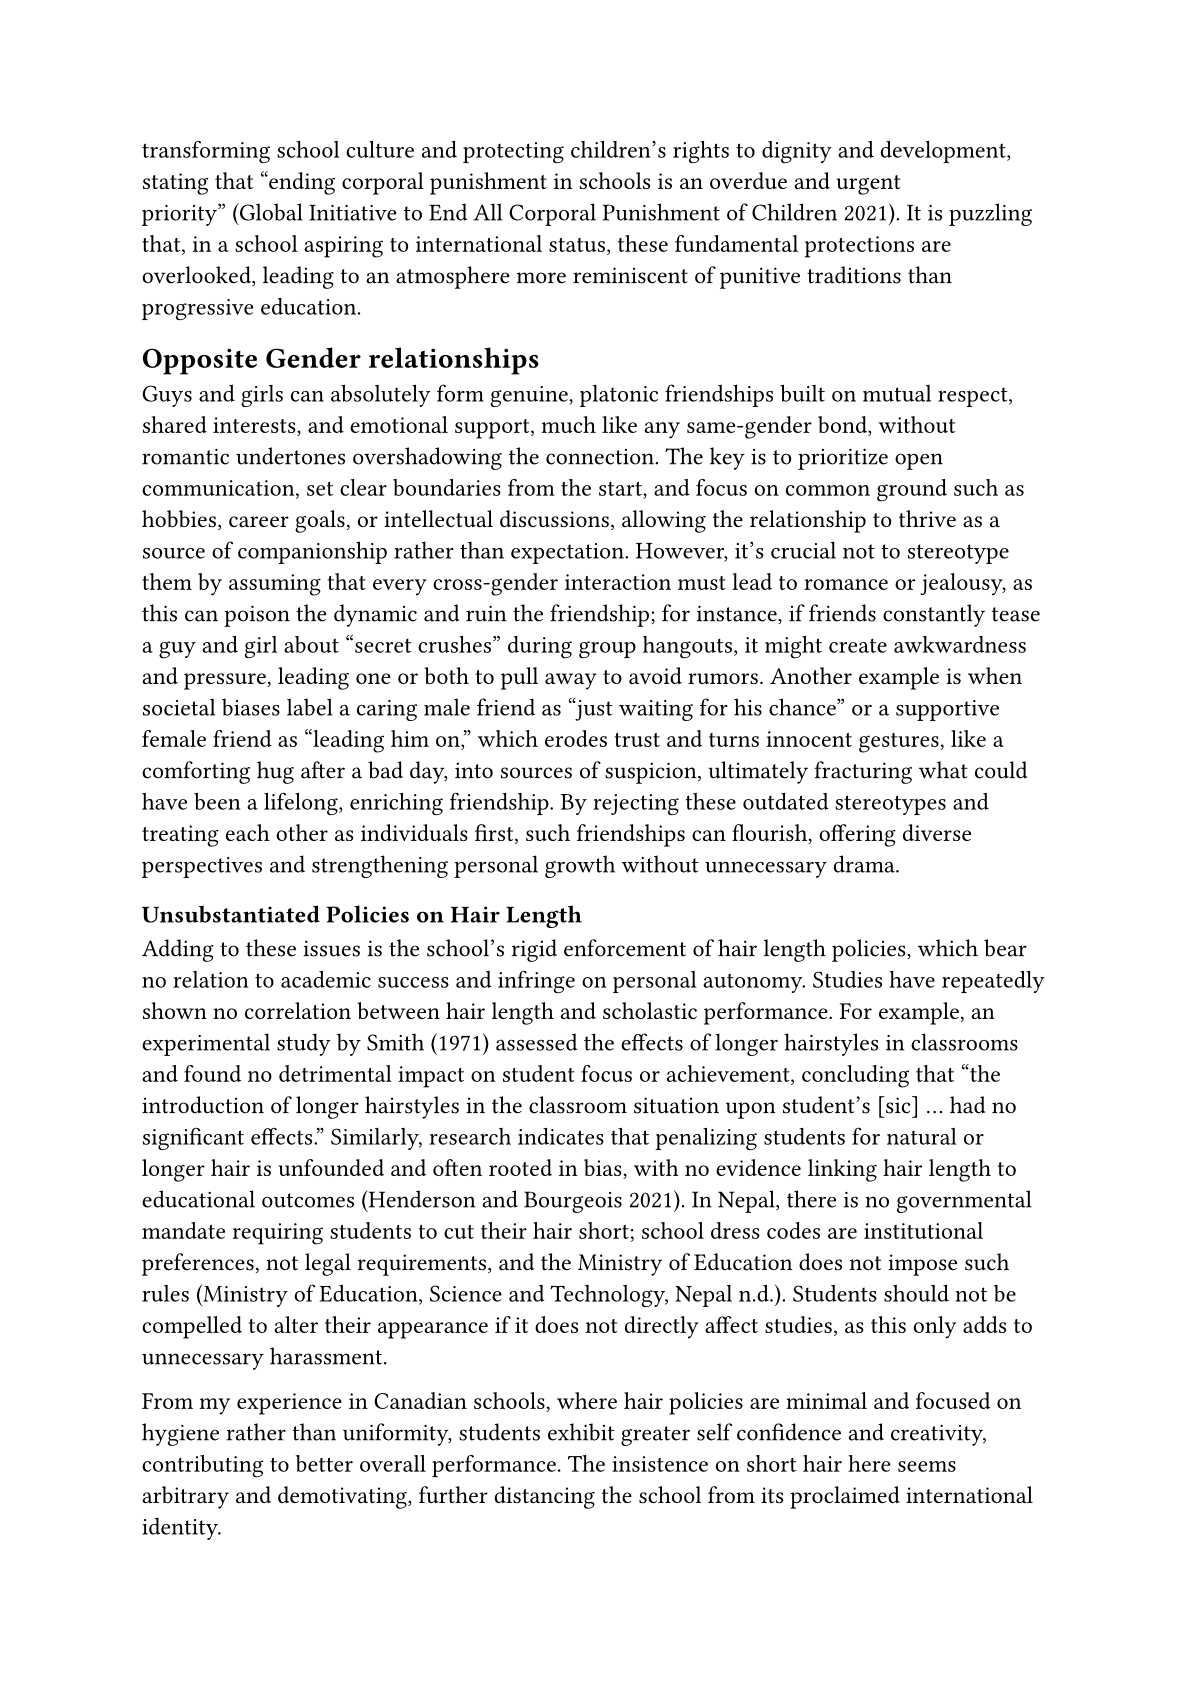 transforming school culture and protecting children’s rights to dignity and development,
stating that “ending corporal punishment in schools is an overdue and urgent
priority” (Global Initiative to End All Corporal Punishment of Children 2021). It is puzzling
that, in a school aspiring to international status, these fundamental protections are
overlooked, leading to an atmosphere more reminiscent of punitive traditions than
progressive education.
Opposite Gender relationships
Guys and girls can absolutely form genuine, platonic friendships built on mutual respect,
shared interests, and emotional support, much like any same-gender bond, without
romantic undertones overshadowing the connection. The key is to prioritize open
communication, set clear boundaries from the start, and focus on common ground such as
hobbies, career goals, or intellectual discussions, allowing the relationship to thrive as a
source of companionship rather than expectation. However, it’s crucial not to stereotype
them by assuming that every cross-gender interaction must lead to romance or jealousy, as
this can poison the dynamic and ruin the friendship; for instance, if friends constantly tease
a guy and girl about “secret crushes” during group hangouts, it might create awkwardness
and pressure, leading one or both to pull away to avoid rumors. Another example is when
societal biases label a caring male friend as “just waiting for his chance” or a supportive
female friend as “leading him on,” which erodes trust and turns innocent gestures, like a
comforting hug after a bad day, into sources of suspicion, ultimately fracturing what could
have been a lifelong, enriching friendship. By rejecting these outdated stereotypes and
treating each other as individuals first, such friendships can flourish, offering diverse
perspectives and strengthening personal growth without unnecessary drama.
Unsubstantiated Policies on Hair Length
Adding to these issues is the school’s rigid enforcement of hair length policies, which bear
no relation to academic success and infringe on personal autonomy. Studies have repeatedly
shown no correlation between hair length and scholastic performance. For example, an
experimental study by Smith (1971) assessed the effects of longer hairstyles in classrooms
and found no detrimental impact on student focus or achievement, concluding that “the
introduction of longer hairstyles in the classroom situation upon student’s [sic] … had no
significant effects.” Similarly, research indicates that penalizing students for natural or
longer hair is unfounded and often rooted in bias, with no evidence linking hair length to
educational outcomes (Henderson and Bourgeois 2021). In Nepal, there is no governmental
mandate requiring students to cut their hair short; school dress codes are institutional
preferences, not legal requirements, and the Ministry of Education does not impose such
rules (Ministry of Education, Science and Technology, Nepal n.d.). Students should not be
compelled to alter their appearance if it does not directly affect studies, as this only adds to
unnecessary harassment.
From my experience in Canadian schools, where hair policies are minimal and focused on
hygiene rather than uniformity, students exhibit greater self confidence and creativity,
contributing to better overall performance. The insistence on short hair here seems
arbitrary and demotivating, further distancing the school from its proclaimed international
identity.